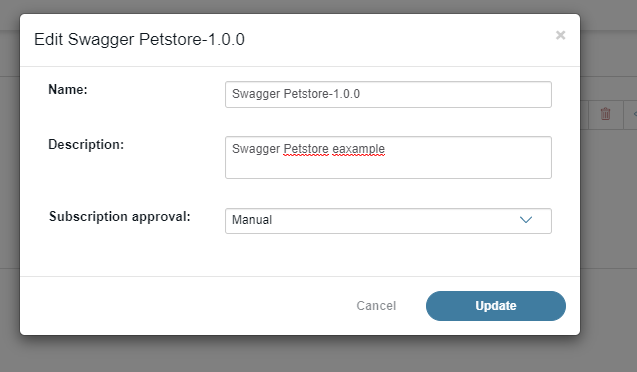 Edit Swagger Petstore-1.0.0
Name:
Swagger Petstore-1.0.0
Description:
Swagger Petstore eaxample
Subscription approval:
Manual
Cancel
Update